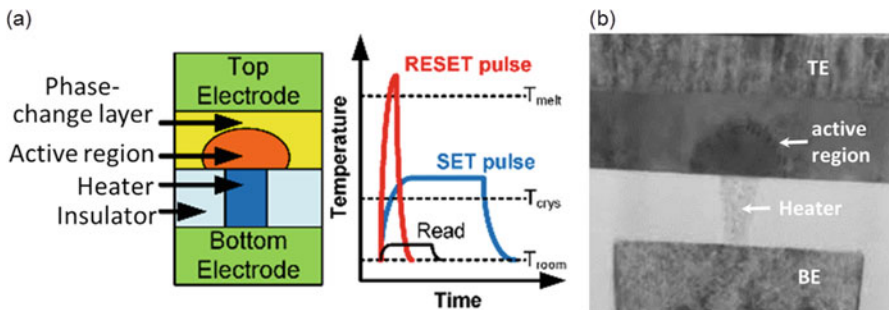 (a)
Top
Electrode
Phase-
change layer
Active region
Heater
Insulator
Bottom
Electrode
Temperature
RESET pulse
T melt
SET pulse
T crys
Read
T room
Time
(b)
TE
active
region
Heater
BE